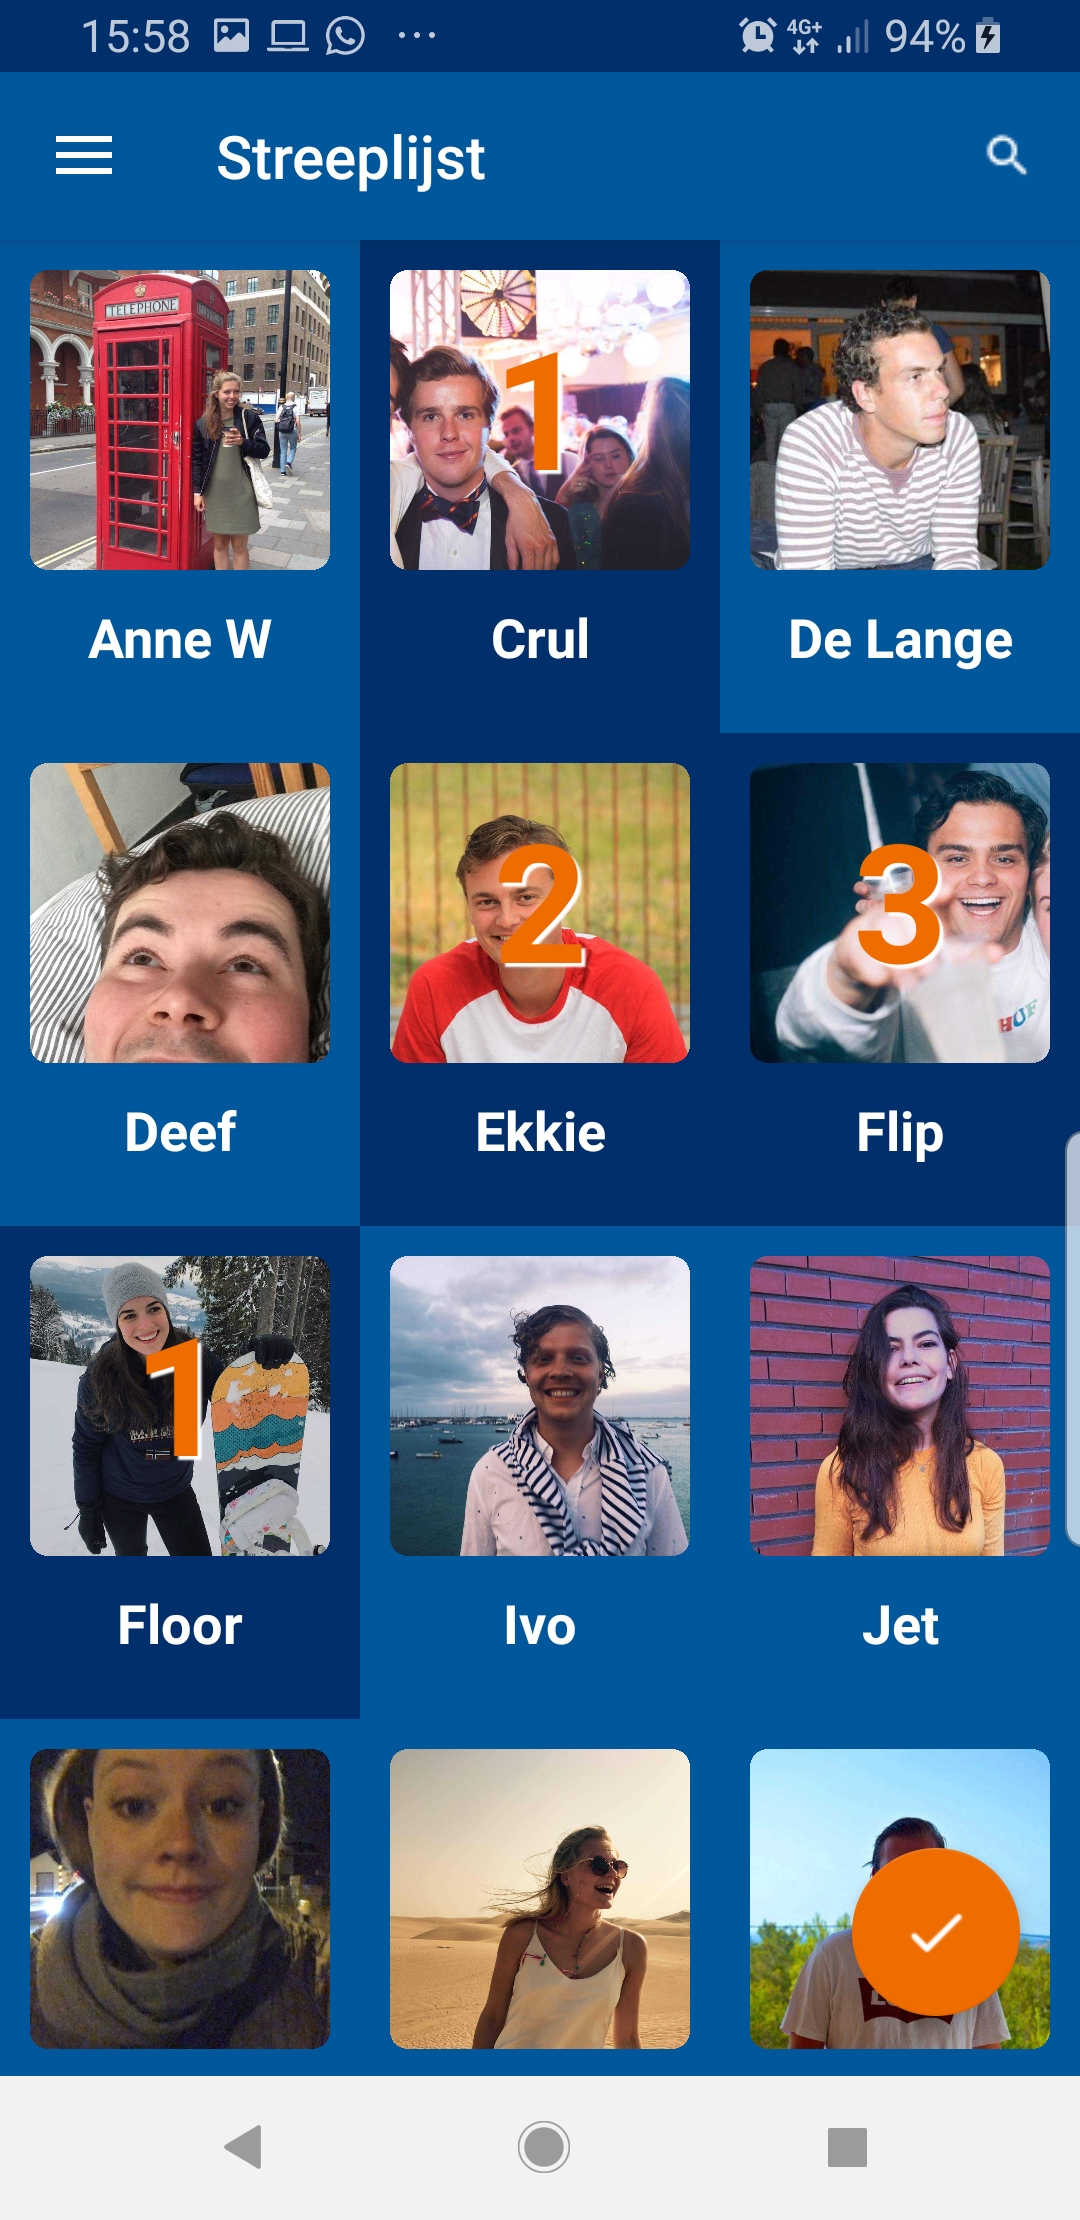 15:58 ... 4G+ 94%
Streeplijst
TELEPHONE
1
Anne W
Crul
De Lange
2
3
HUF
Deef
Ekkie
Flip
1
Floor
Ivo
Jet